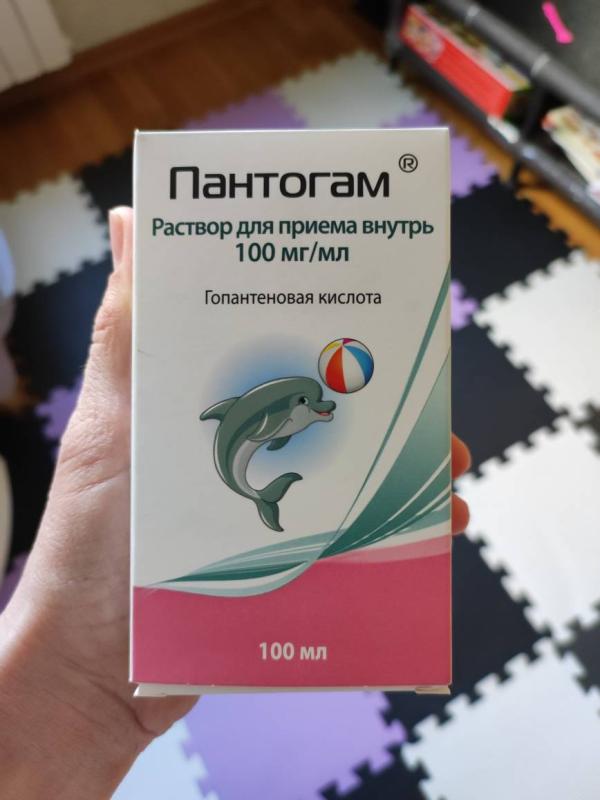 Пантогам ®
Раствор для приема внутрь
100 мг/мл
Гопантеновая кислота
100 мл